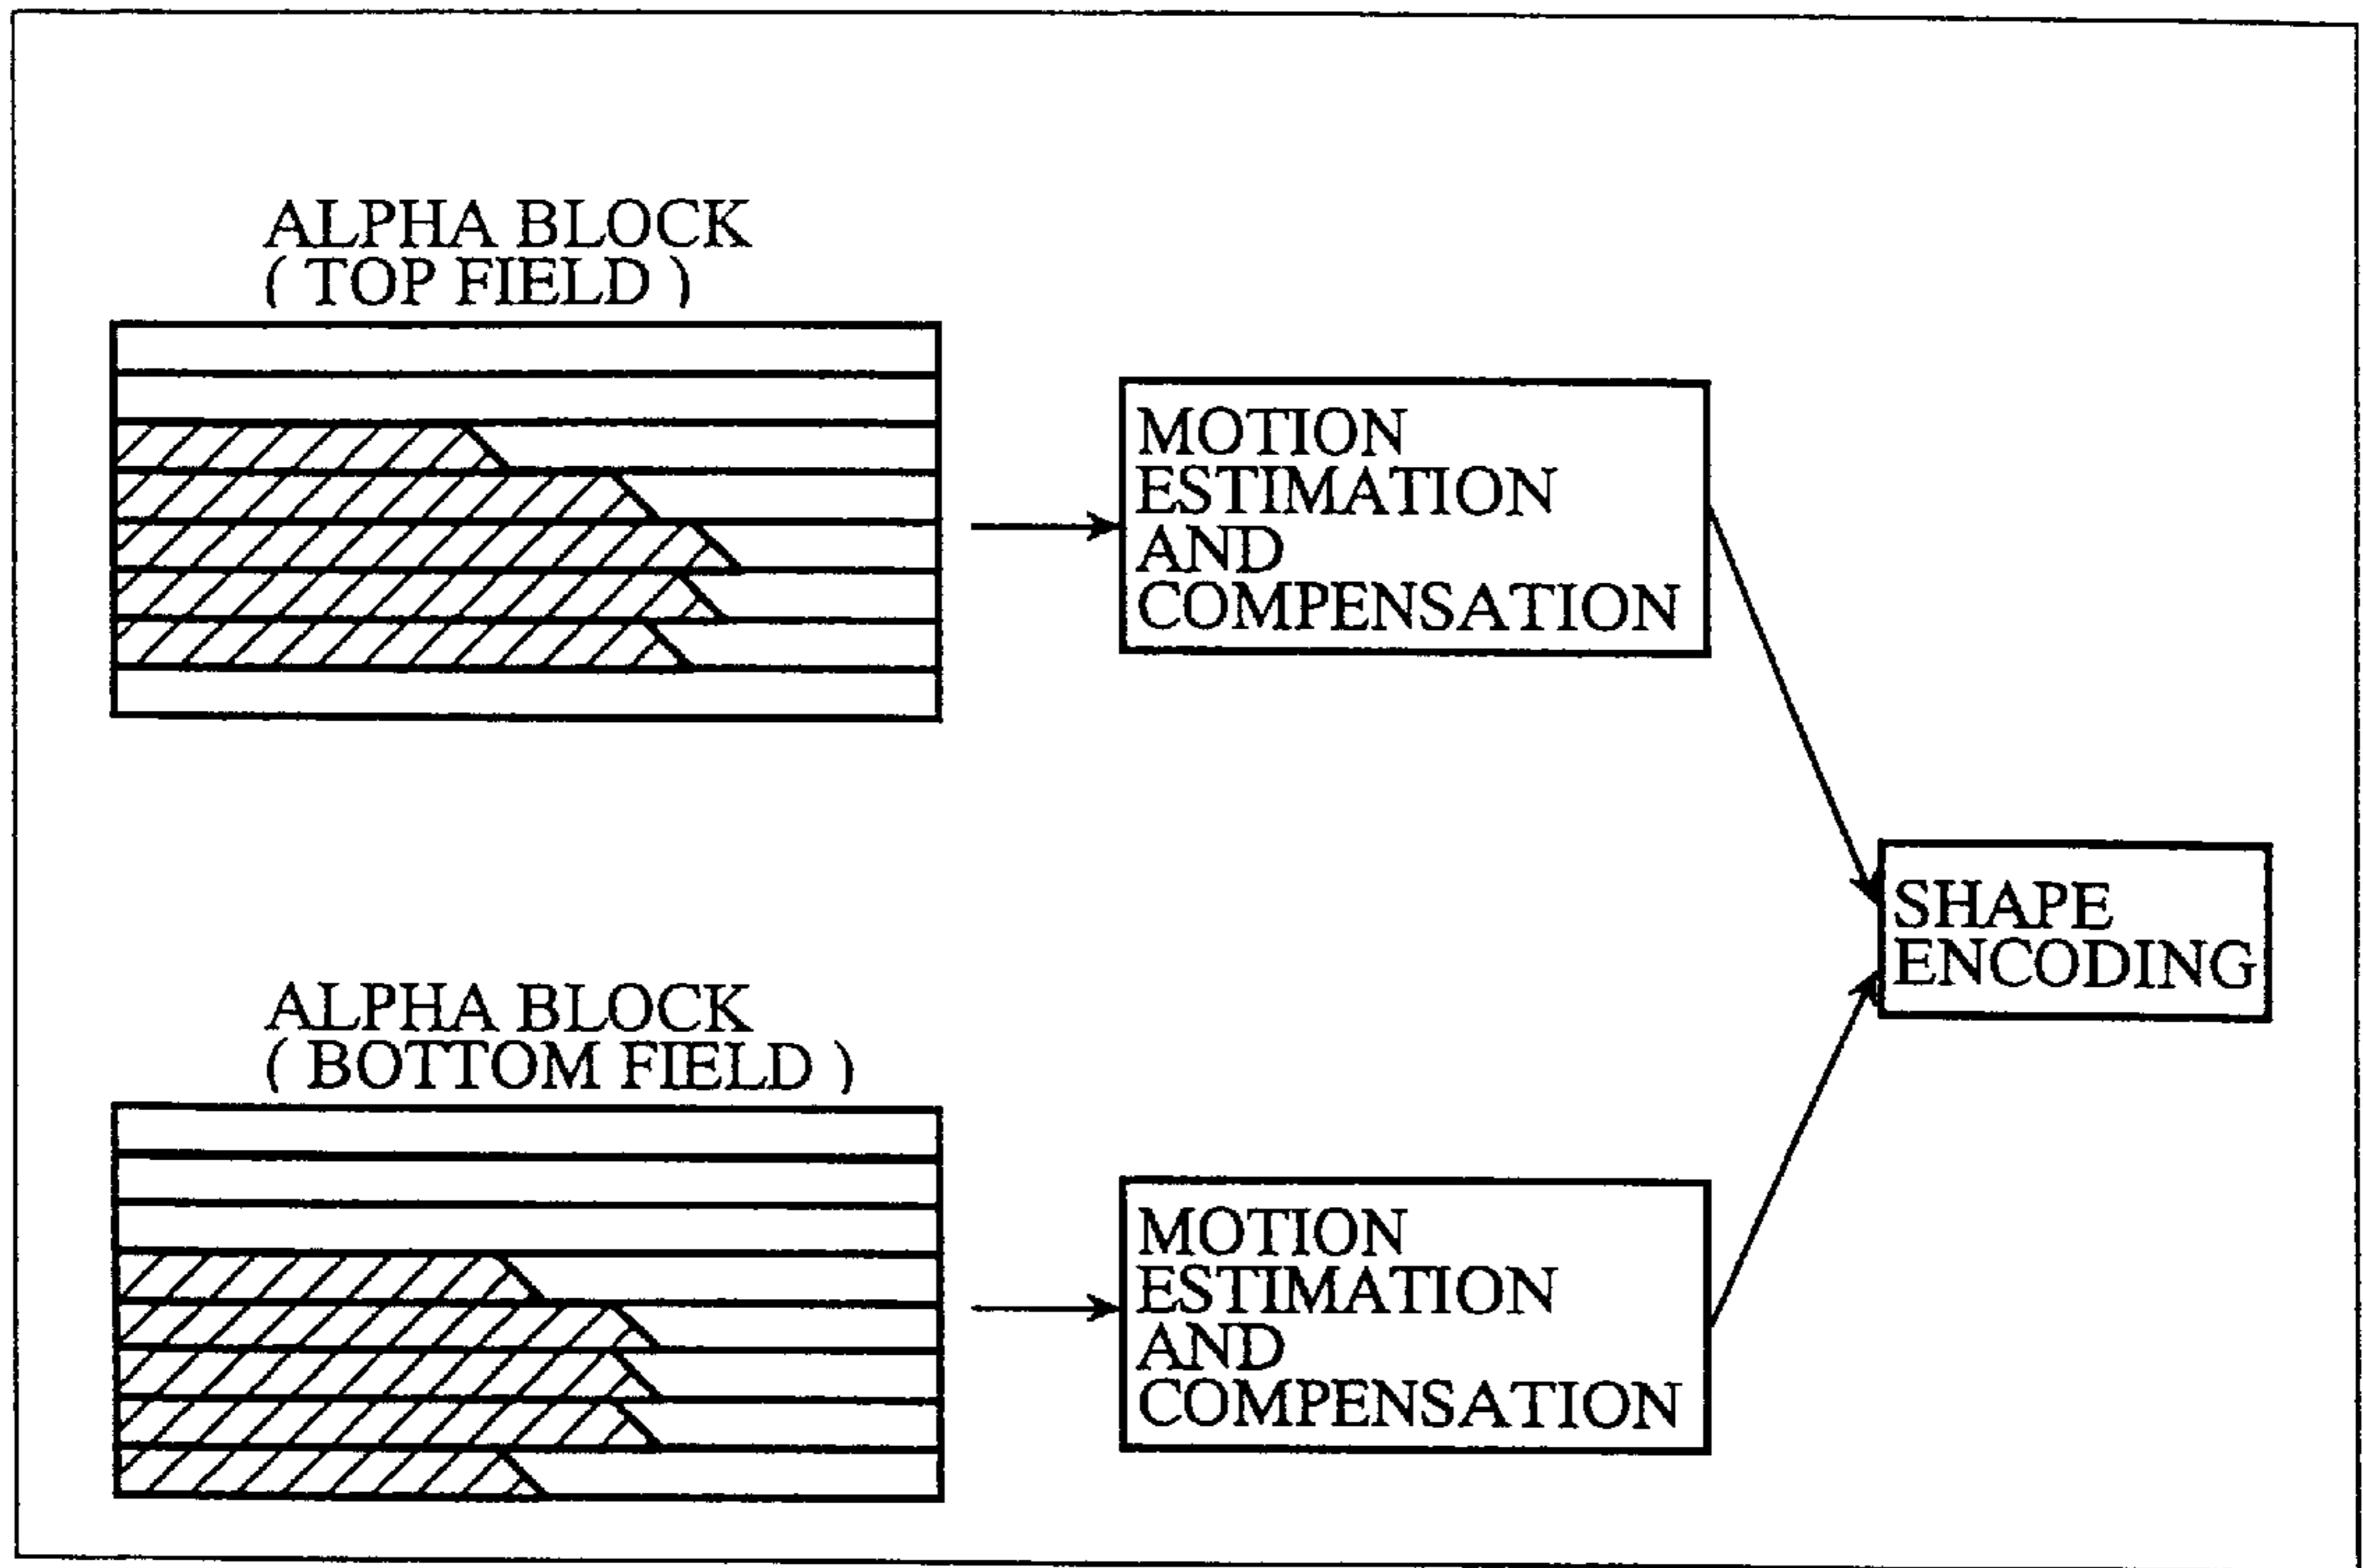 ALPHA BLOCK
( TOP FIELD )
MOTION
ESTIMATION
AND
COMPENSATION
SHAPE
ENCODING
ALPHA BLOCK
( BOTTOM FIELD )
MOTION
ESTIMATION
AND
COMPENSATION